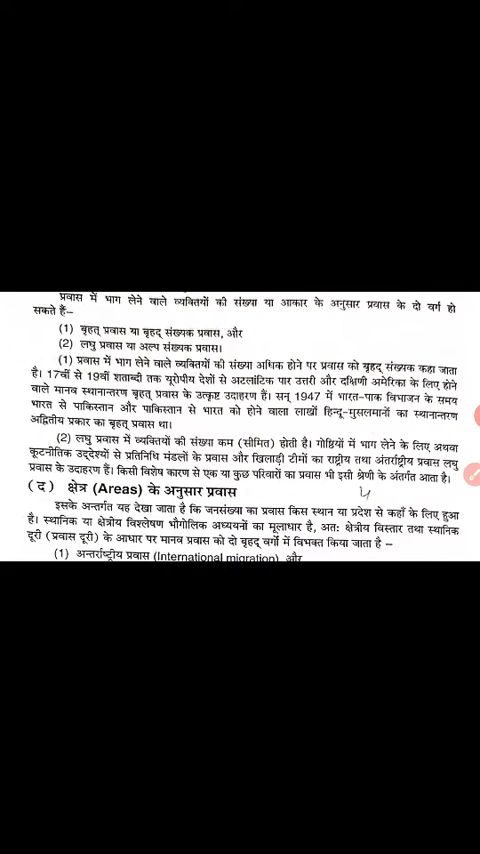 प्रवास में भाग लेने वाले व्यक्तियों की संख्या या आकार के अनुसार प्रवास के दो वर्ग हो
सकते हैं–
(1) बृहत् प्रवास या बृहद् संख्यक प्रवास, और
(2) लघु प्रवास या अल्प संख्यक प्रवास।
(1) प्रवास में भाग लेने वाले व्यक्तियों की संख्या अधिक होने पर प्रवास को बृहद् संख्यक कहा जाता
है। 17वीं से 19वीं शताब्दी तक यूरोपीय देशों से अटलांटिक पार उत्तरी और दक्षिणी अमेरिका के लिए होने
वाले मानव स्थानान्तरण बृहत् प्रवास के उत्कृष्ट उदाहरण हैं। सन् 1947 में भारत-पाक विभाजन के समय
भारत से पाकिस्तान और पाकिस्तान से भारत को होने वाला लाखों हिन्दू-मुसलमानों का स्थानान्तरण
अद्वितीय प्रकार का बृहत् प्रवास था।
(2) लघु प्रवास में व्यक्तियों की संख्या कम (सीमित) होती है। गोष्ठियों में भाग लेने के लिए अथवा
कूटनीतिक उद्देश्यों से प्रतिनिधि मंडलों के प्रवास और खिलाड़ी टीमों का राष्ट्रीय तथा अंतर्राष्ट्रीय प्रवास लघु
प्रवास के उदाहरण हैं। किसी विशेष कारण से एक या कुछ परिवारों का प्रवास भी इसी श्रेणी के अंतर्गत आता है।
( द ) क्षेत्र (Areas) के अनुसार प्रवास
इसके अन्तर्गत यह देखा जाता है कि जनसंख्या का प्रवास किस स्थान या प्रदेश से कहाँ के लिए हुआ
है। स्थानिक या क्षेत्रीय विश्लेषण भौगोलिक अध्ययनों का मूलाधार है, अतः क्षेत्रीय विस्तार तथा स्थानिक
दूरी (प्रवास दूरी) के आधार पर मानव प्रवास को दो बृहद् वर्गों में विभक्त किया जाता है –
(1) अन्तर्राष्ट्रीय प्रवास (International migration), और